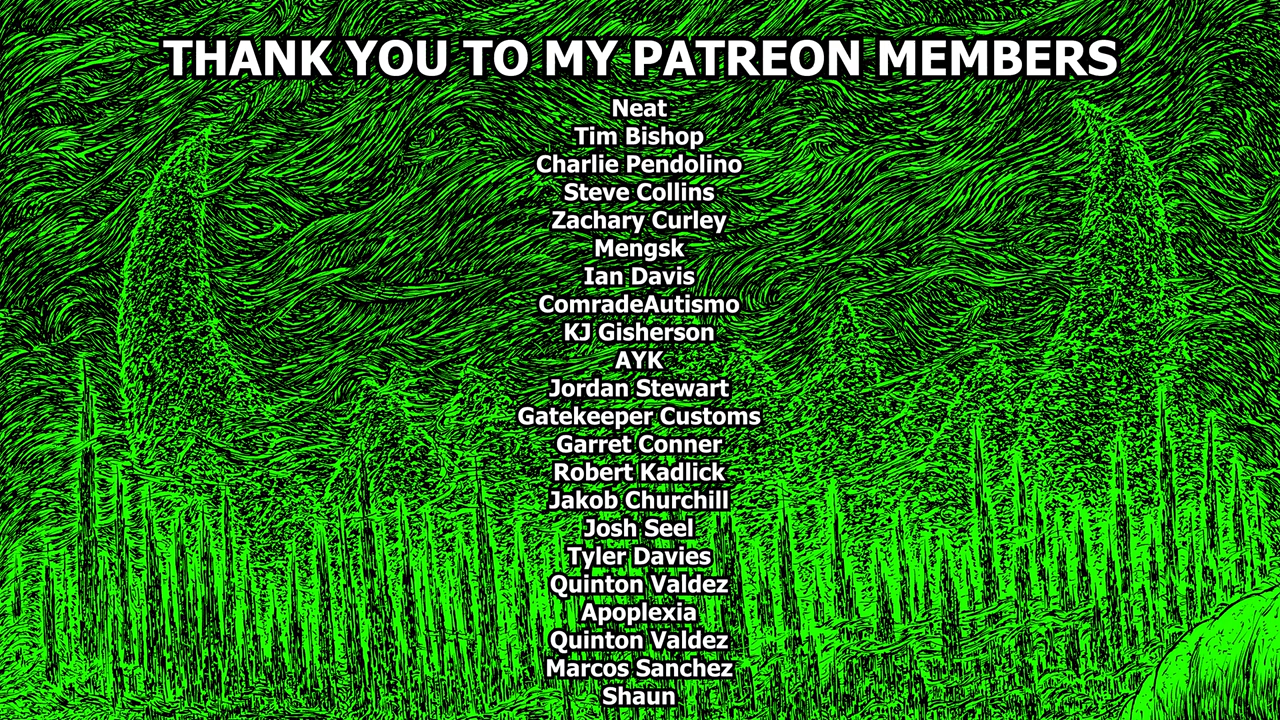 THANK YOU TO MY PATREON MEMBERS
Neat
Tim Bishop
Charlie Pendolino
Steve Collins
Zachary Curley
Mengsk
Ian Davis
ComradeAutismo
KJ Gisherson
AYK
Jordan Stewart
Gatekeeper Customs
Garret Conner
Robert Kadlick
Jakob Churchill
Josh Seel
Tyler Davies
Quinton Valdez
Apoplexia
Quinton Valdez
Marcos Sanchez
Shaun